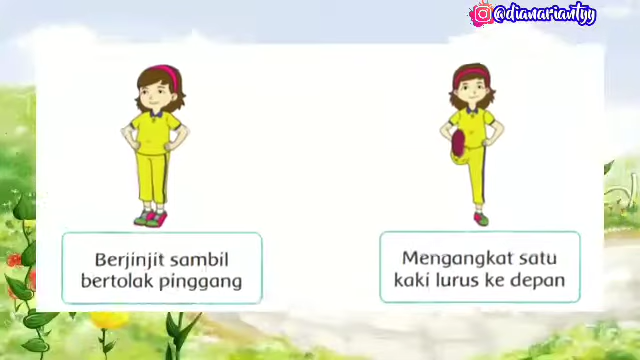 @dianariantyy
Berjinjit sambil
bertolak pinggang
Mengangkat satu
kaki lurus ke depan